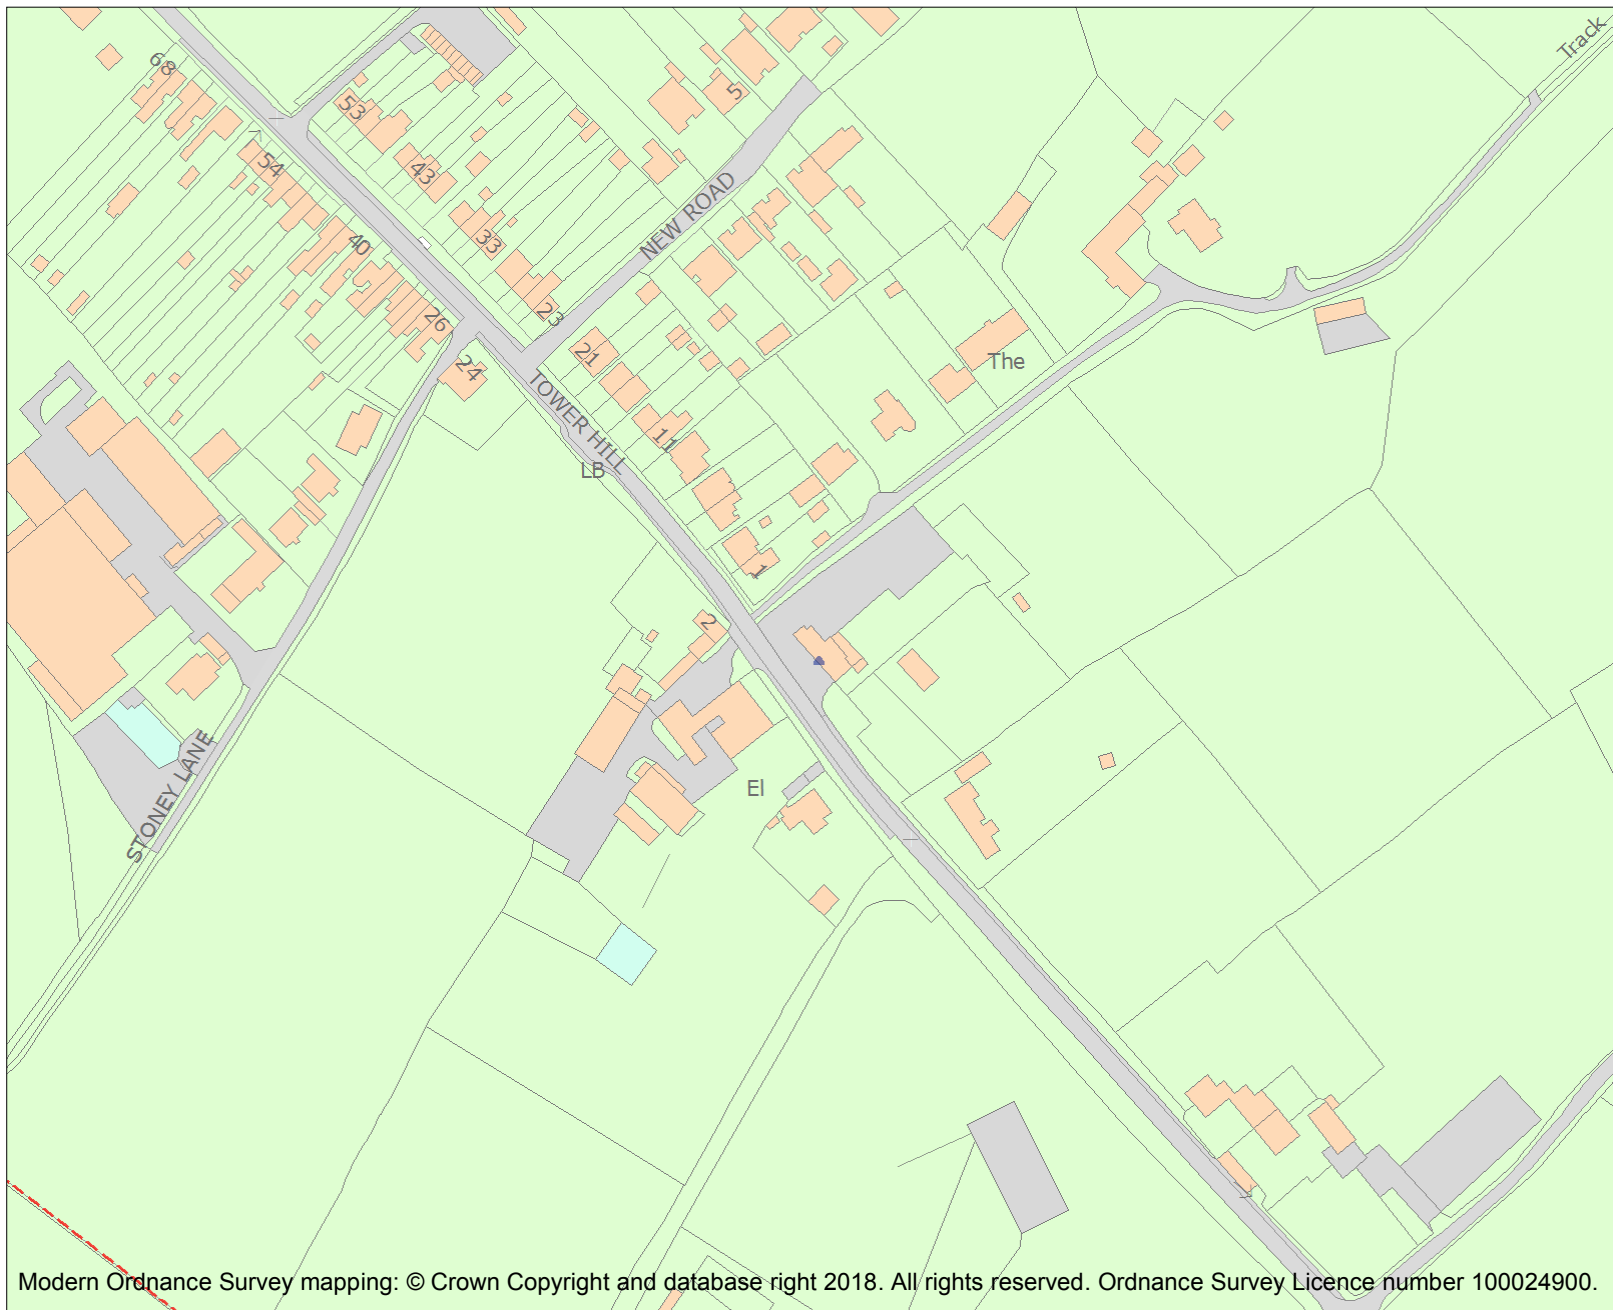 Track
68
53
5
54
43
NEW ROAD
33
40
23
26
21
The
24
TOWER HILL
11
LB
1
2
STONEY LANE
El
Modern Ordnance Survey mapping: © Crown Copyright and database right 2018. All rights reserved. Ordnance Survey Licence number 100024900.